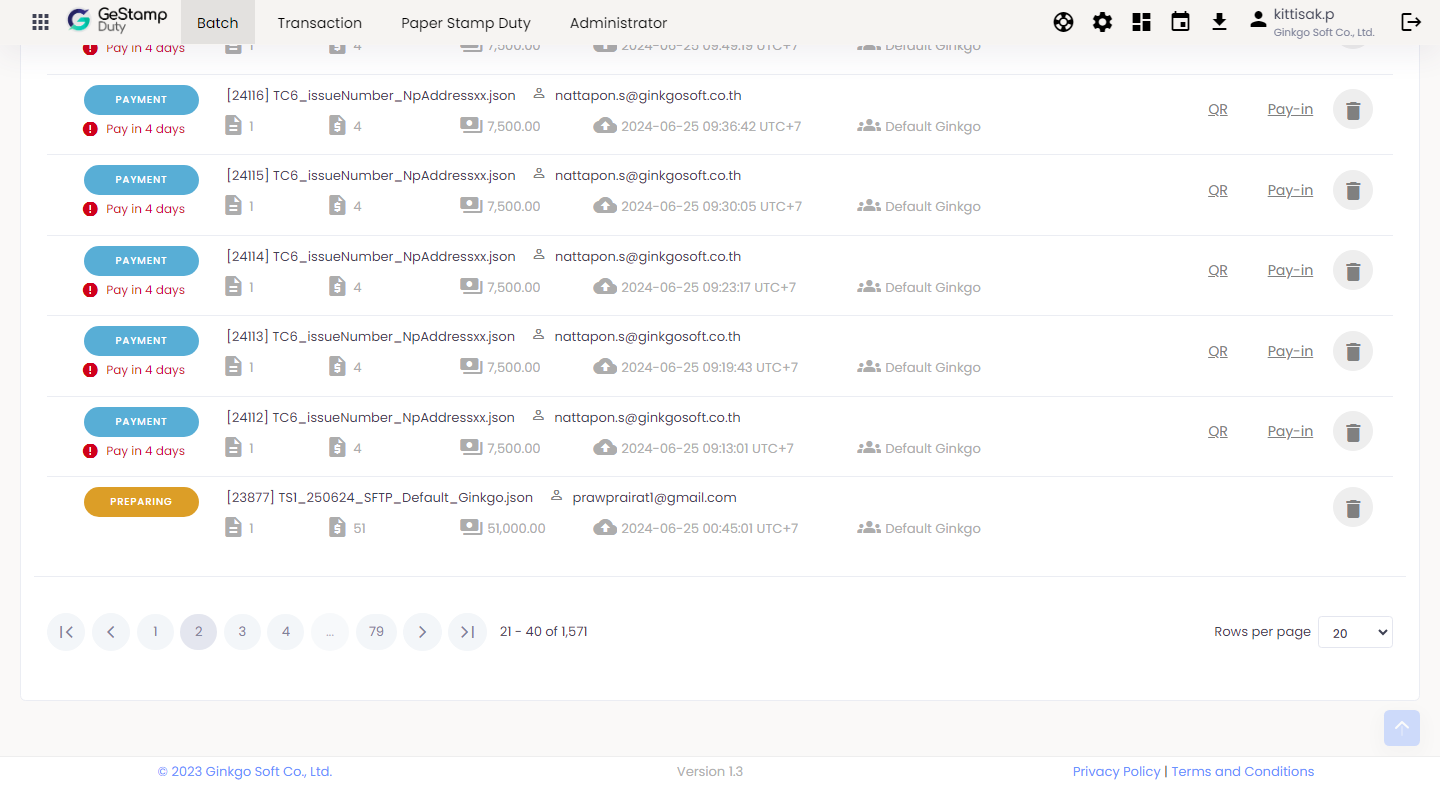 GeStamp Duty Batch Transaction Paper Stamp Duty Administrator kittisak.p
Ginkgo Soft Co., Ltd.
Pay in 4 days 1 4 7,500.00 2024-06-25 09:49:19 UTC+7
PAYMENT [24116] TC6_issueNumber_NpAddressxx.json nattapon.s@ginkgosoft.co.th QR Pay-in
Pay in 4 days 1 4 7,500.00 2024-06-25 09:36:42 UTC+7 Default Ginkgo
PAYMENT [24115] TC6_issueNumber_NpAddressxx.json nattapon.s@ginkgosoft.co.th QR Pay-in
Pay in 4 days 1 4 7,500.00 2024-06-25 09:30:05 UTC+7 Default Ginkgo
PAYMENT [24114] TC6_issueNumber_NpAddressxx.json nattapon.s@ginkgosoft.co.th QR Pay-in
Pay in 4 days 1 4 7,500.00 2024-06-25 09:23:17 UTC+7 Default Ginkgo
PAYMENT [24113] TC6_issueNumber_NpAddressxx.json nattapon.s@ginkgosoft.co.th QR Pay-in
Pay in 4 days 1 4 7,500.00 2024-06-25 09:19:43 UTC+7 Default Ginkgo
PAYMENT [24112] TC6_issueNumber_NpAddressxx.json nattapon.s@ginkgosoft.co.th QR Pay-in
Pay in 4 days 1 4 7,500.00 2024-06-25 09:13:01 UTC+7 Default Ginkgo
PREPARING [23877] TS1_250624_SFTP_Default_Ginkgo.json prawprairat1@gmail.com
1 51 51,000.00 2024-06-25 00:45:01 UTC+7 Default Ginkgo
1 2 3 4 ... 79 21 - 40 of 1,571 Rows per page 20
© 2023 Ginkgo Soft Co., Ltd. Version 1.3 Privacy Policy | Terms and Conditions